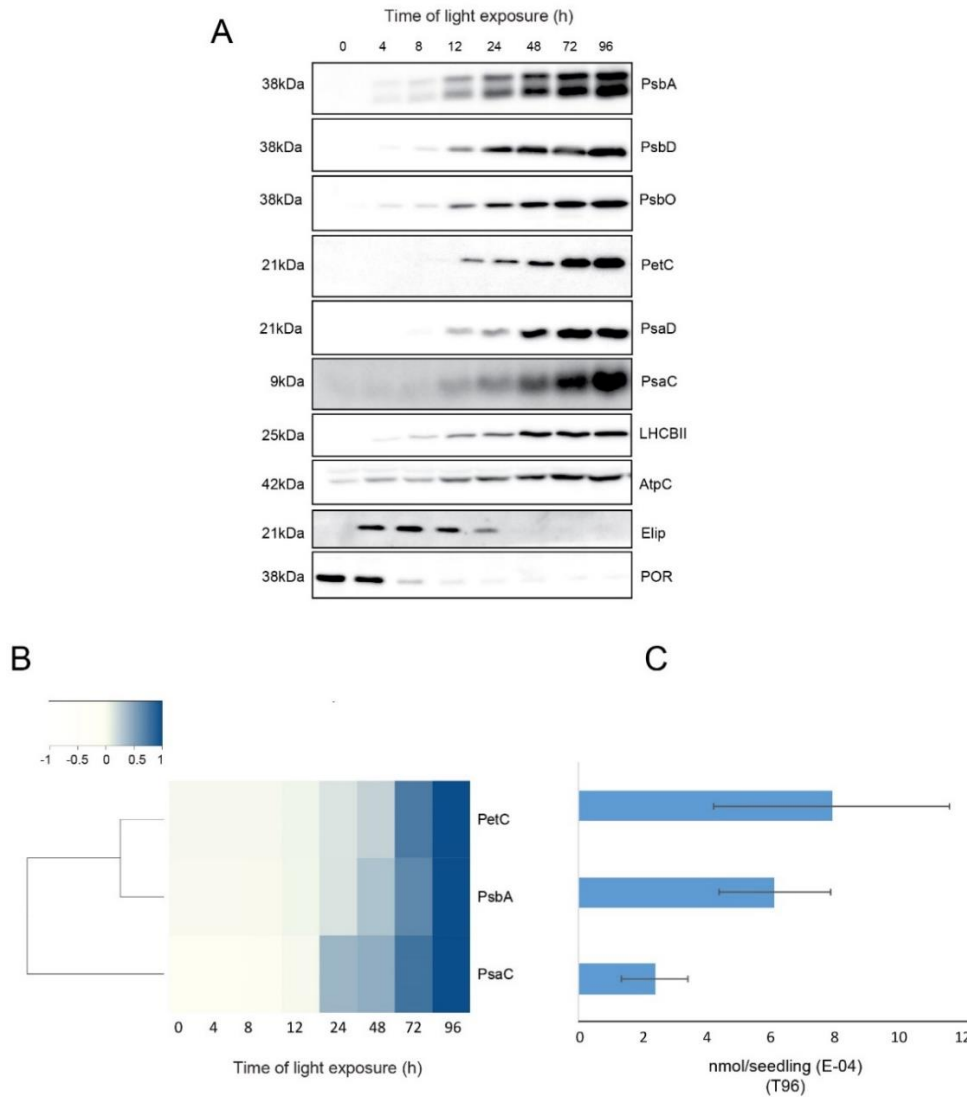 A
Time of light exposure (h)
0 4 8 12 24 48 72 96
38kDa PsbA
38kDa PsbD
38kDa PsbO
21kDa PetC
21kDa PsaD
9kDa PsaC
25kDa LHCBII
42kDa AtpC
21kDa Elip
38kDa POR
B
-1 -0.5 0 0.5 1
PetC
PsbA
PsaC
0 4 8 12 24 48 72 96
Time of light exposure (h)
C
0 2 4 6 8 10 12
nmol/seedling (E-04)
(T96)